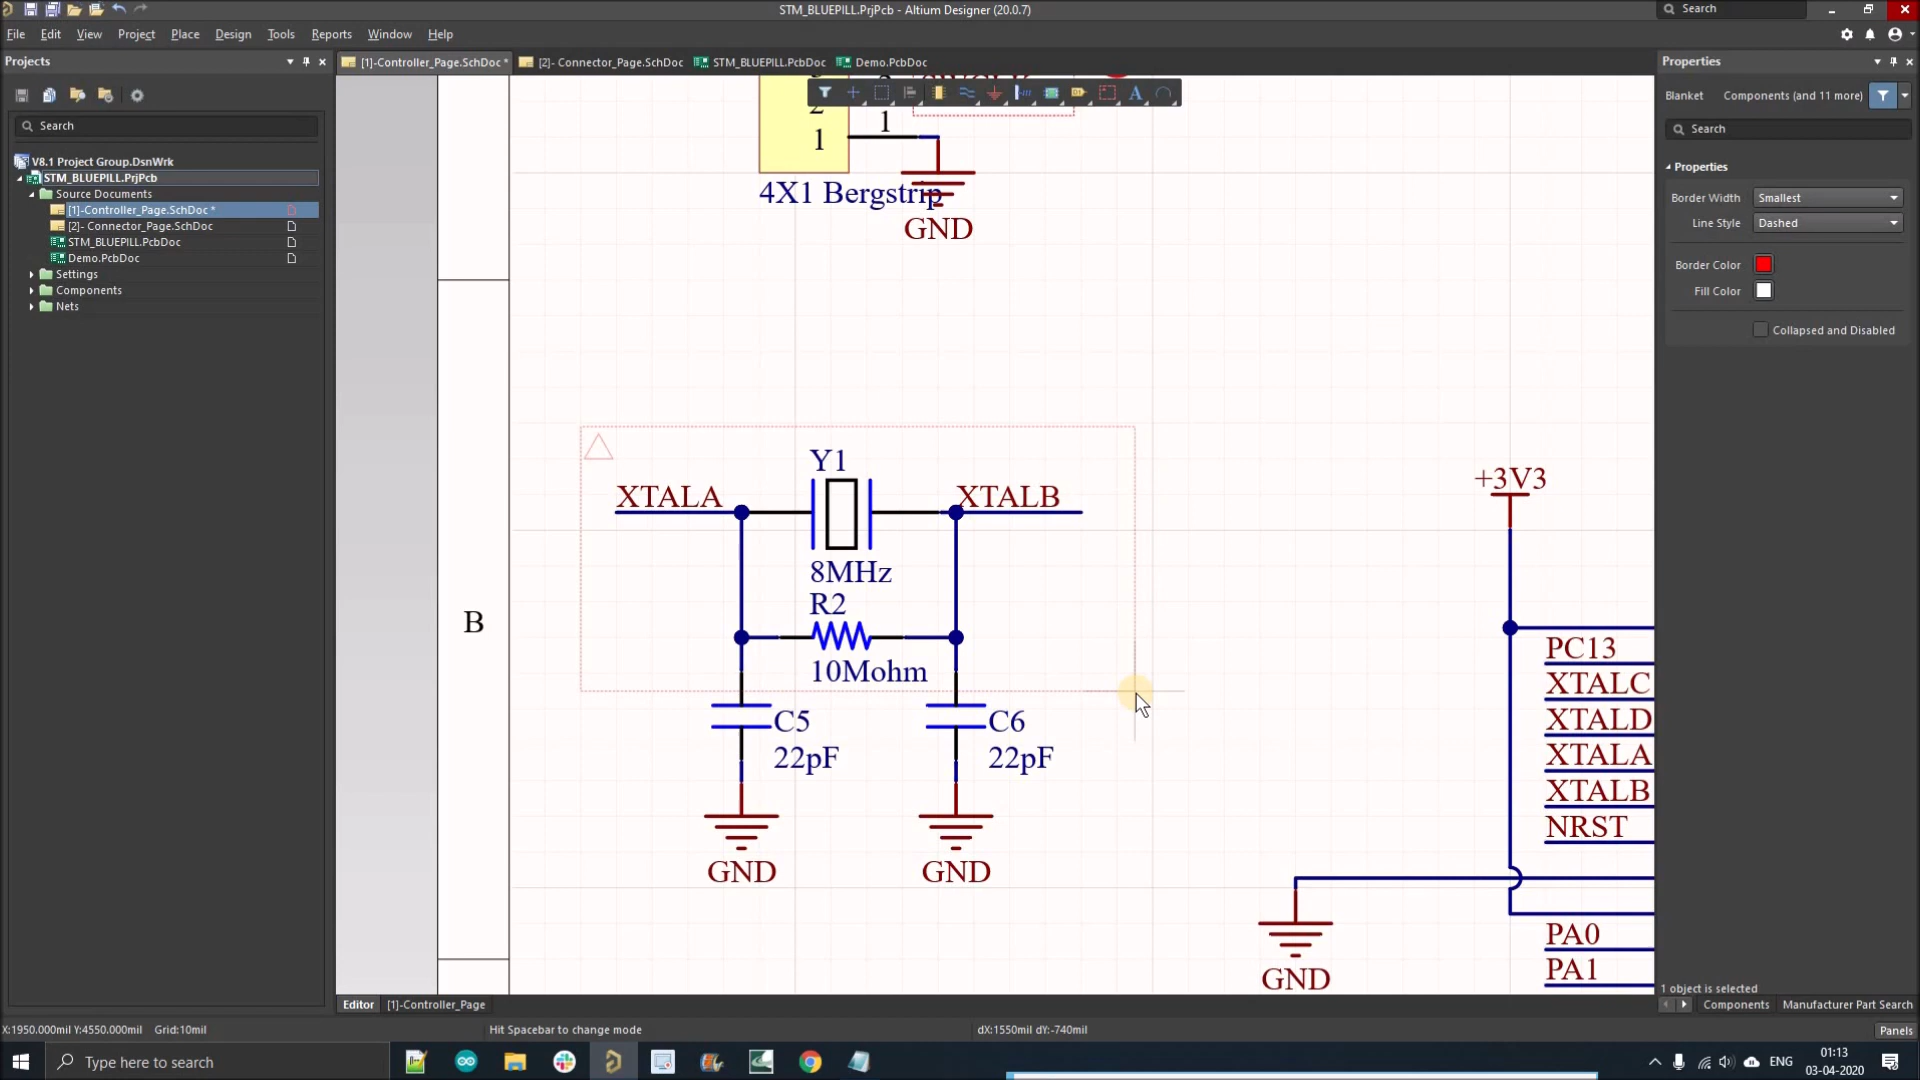 STM_BLUEPILL.PrjPcb - Altium Designer (20.0.7)
Search
File Edit View Project Place Design Tools Reports Window Help
Projects
[1]-Controller_Page.SchDoc *
[2]- Connector_Page.SchDoc
STM_BLUEPILL.PcbDoc
Demo.PcbDoc
Properties
Search
V8.1 Project Group.DsnWrk
STM_BLUEPILL.PrjPcb
Source Documents
[1]-Controller_Page.SchDoc *
[2]- Connector_Page.SchDoc
STM_BLUEPILL.PcbDoc
Demo.PcbDoc
Settings
Components
Nets
2
1
1
4X1 Bergstrip
GND
B
Y1
XTALA
XTALB
8MHz
R2
10Mohm
C5
22pF
C6
22pF
GND
GND
+3V3
PC13
XTALC
XTALD
XTALA
XTALB
NRST
GND
PA0
PA1
Blanket
Components (and 11 more)
Search
Properties
Border Width
Smallest
Line Style
Dashed
Border Color
Fill Color
Collapsed and Disabled
1 object is selected
Editor
[1]-Controller_Page
Components
Manufacturer Part Search
X:1950.000mil Y:4550.000mil Grid:10mil
Hit Spacebar to change mode
dX:1550mil dY:-740mil
Panels
Type here to search
ENG
01:13
03-04-2020